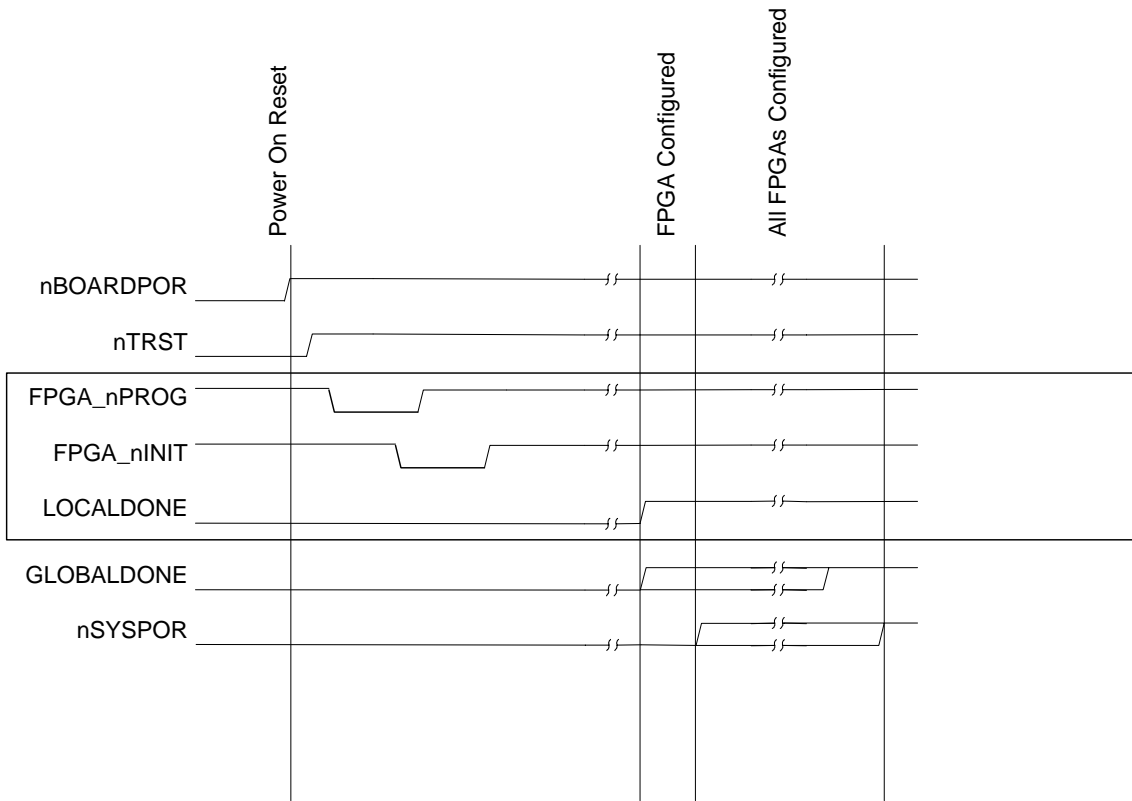 Power On Reset
FPGA Configured
All FPGAs Configured
nBOARDPOR
nTRST
FPGA_nPROG
FPGA_nINIT
LOCALDONE
GLOBALDONE
nSYSPOR